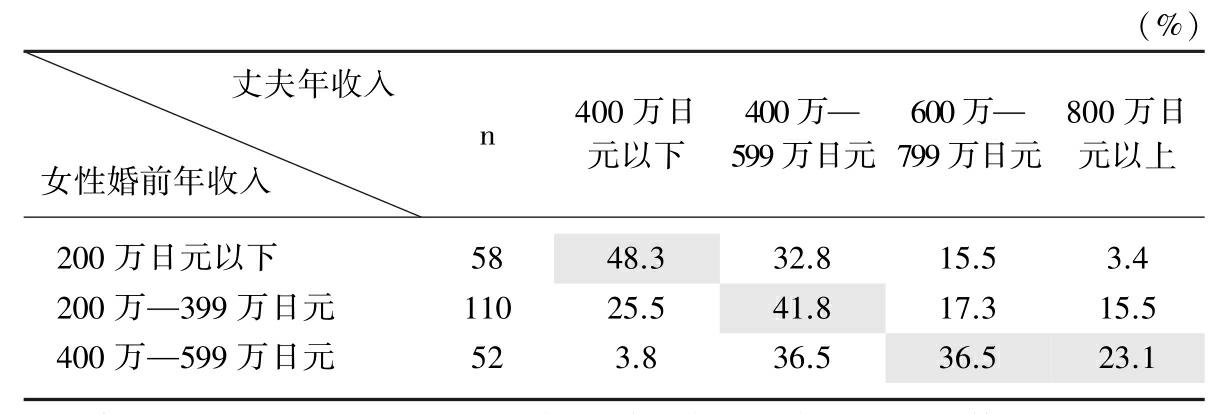 (%)
丈夫年收入
女性婚前年收入
n
400 万日
元以下
400 万—
599 万日元
600 万—
799 万日元
800 万日
元以上
200 万日元以下 58 48.3 32.8 15.5 3.4
200 万—399 万日元 110 25.5 41.8 17.3 15.5
400 万—599 万日元 52 3.8 36.5 36.5 23.1